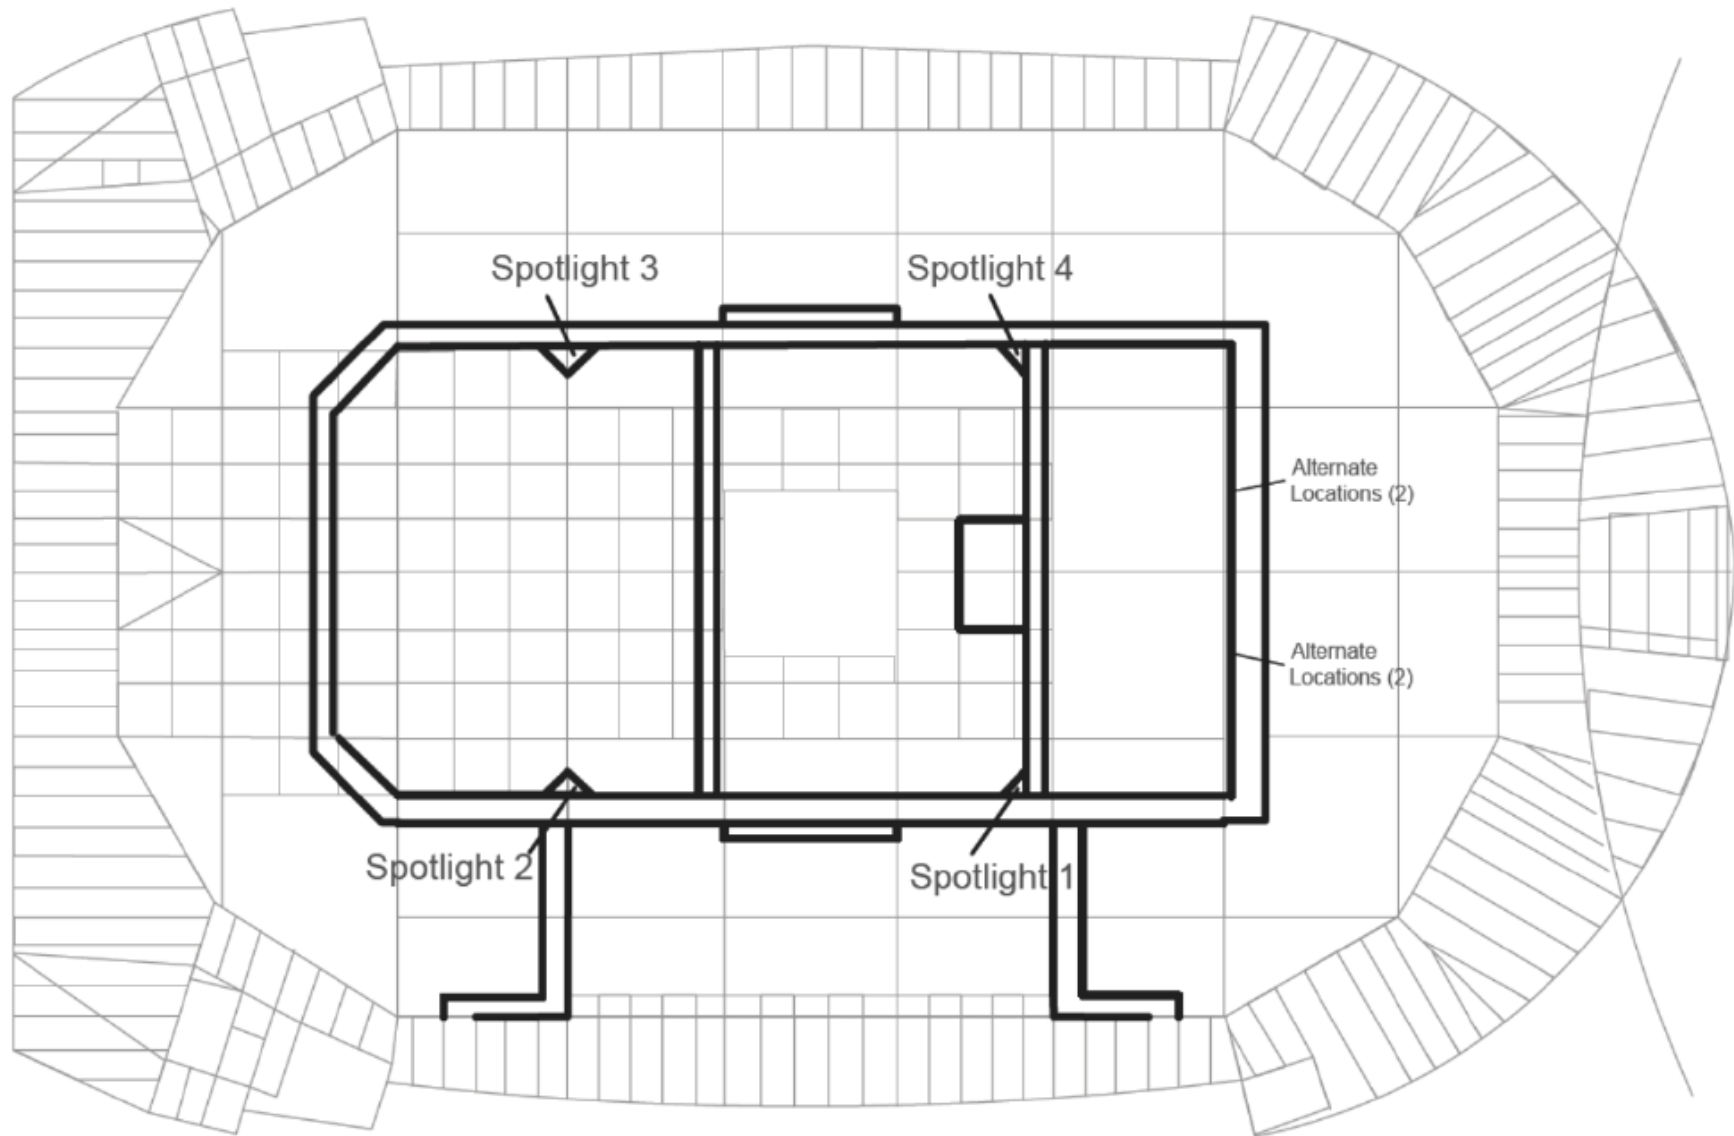 Spotlight 3
Spotlight 4
Alternate
Locations (2)
Alternate
Locations (2)
Spotlight 2
Spotlight 1